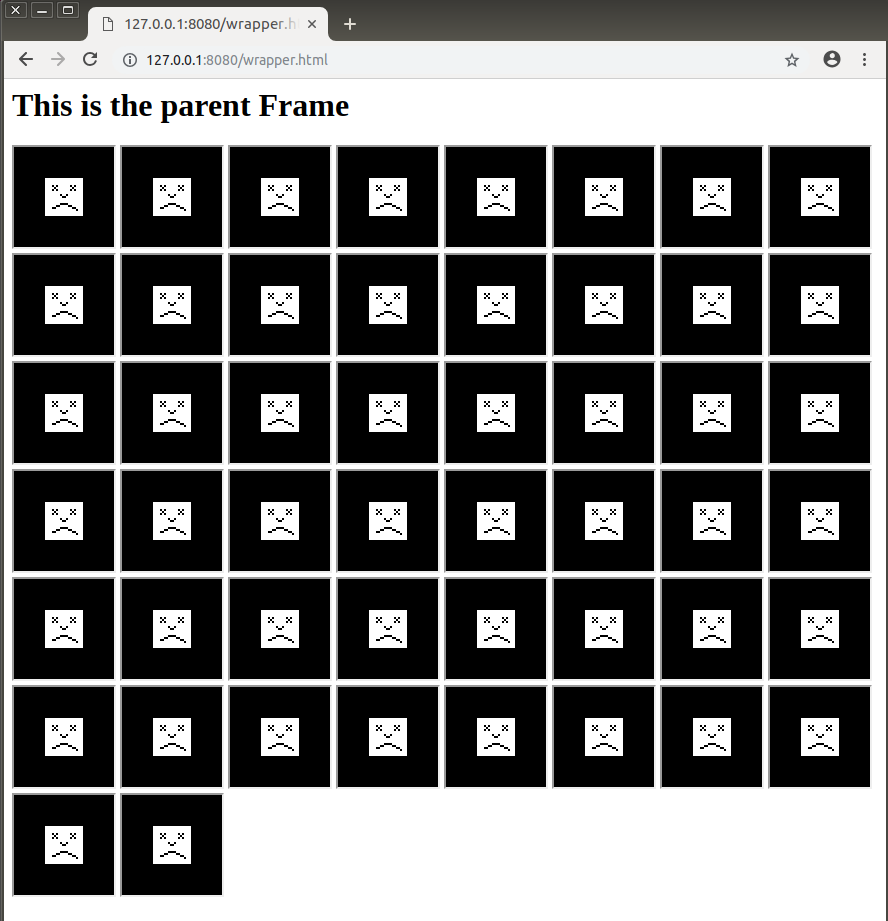 127.0.0.1:8080/wrapper.h
127.0.0.1:8080/wrapper.html
This is the parent Frame